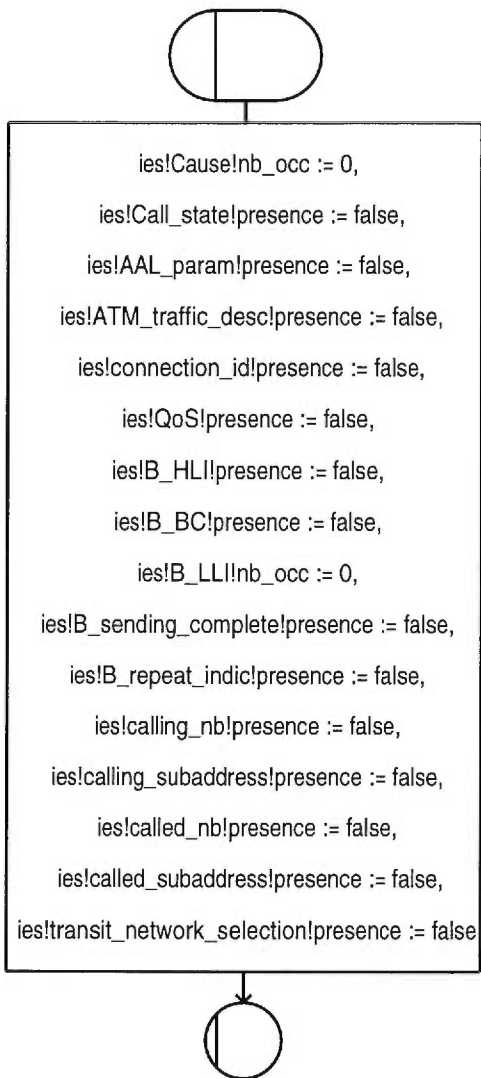 ies!Cause!nb_occ := 0,
ies!Call_state!presence := false,
ies!AAL_param!presence := false,
ies!ATM_traffic_desc!presence := false,
ies!connection_id!presence := false,
ies!QoS!presence := false,
ies!B_HLI!presence := false,
ies!B_BC!presence := false,
ies!B_LLI!nb_occ := 0,
ies!B_sending_complete!presence := false,
ies!B_repeat_indic!presence := false,
ies!calling_nb!presence := false,
ies!calling_subaddress!presence := false,
ies!called_nb!presence := false,
ies!called_subaddress!presence := false,
ies!transit_network_selection!presence := false